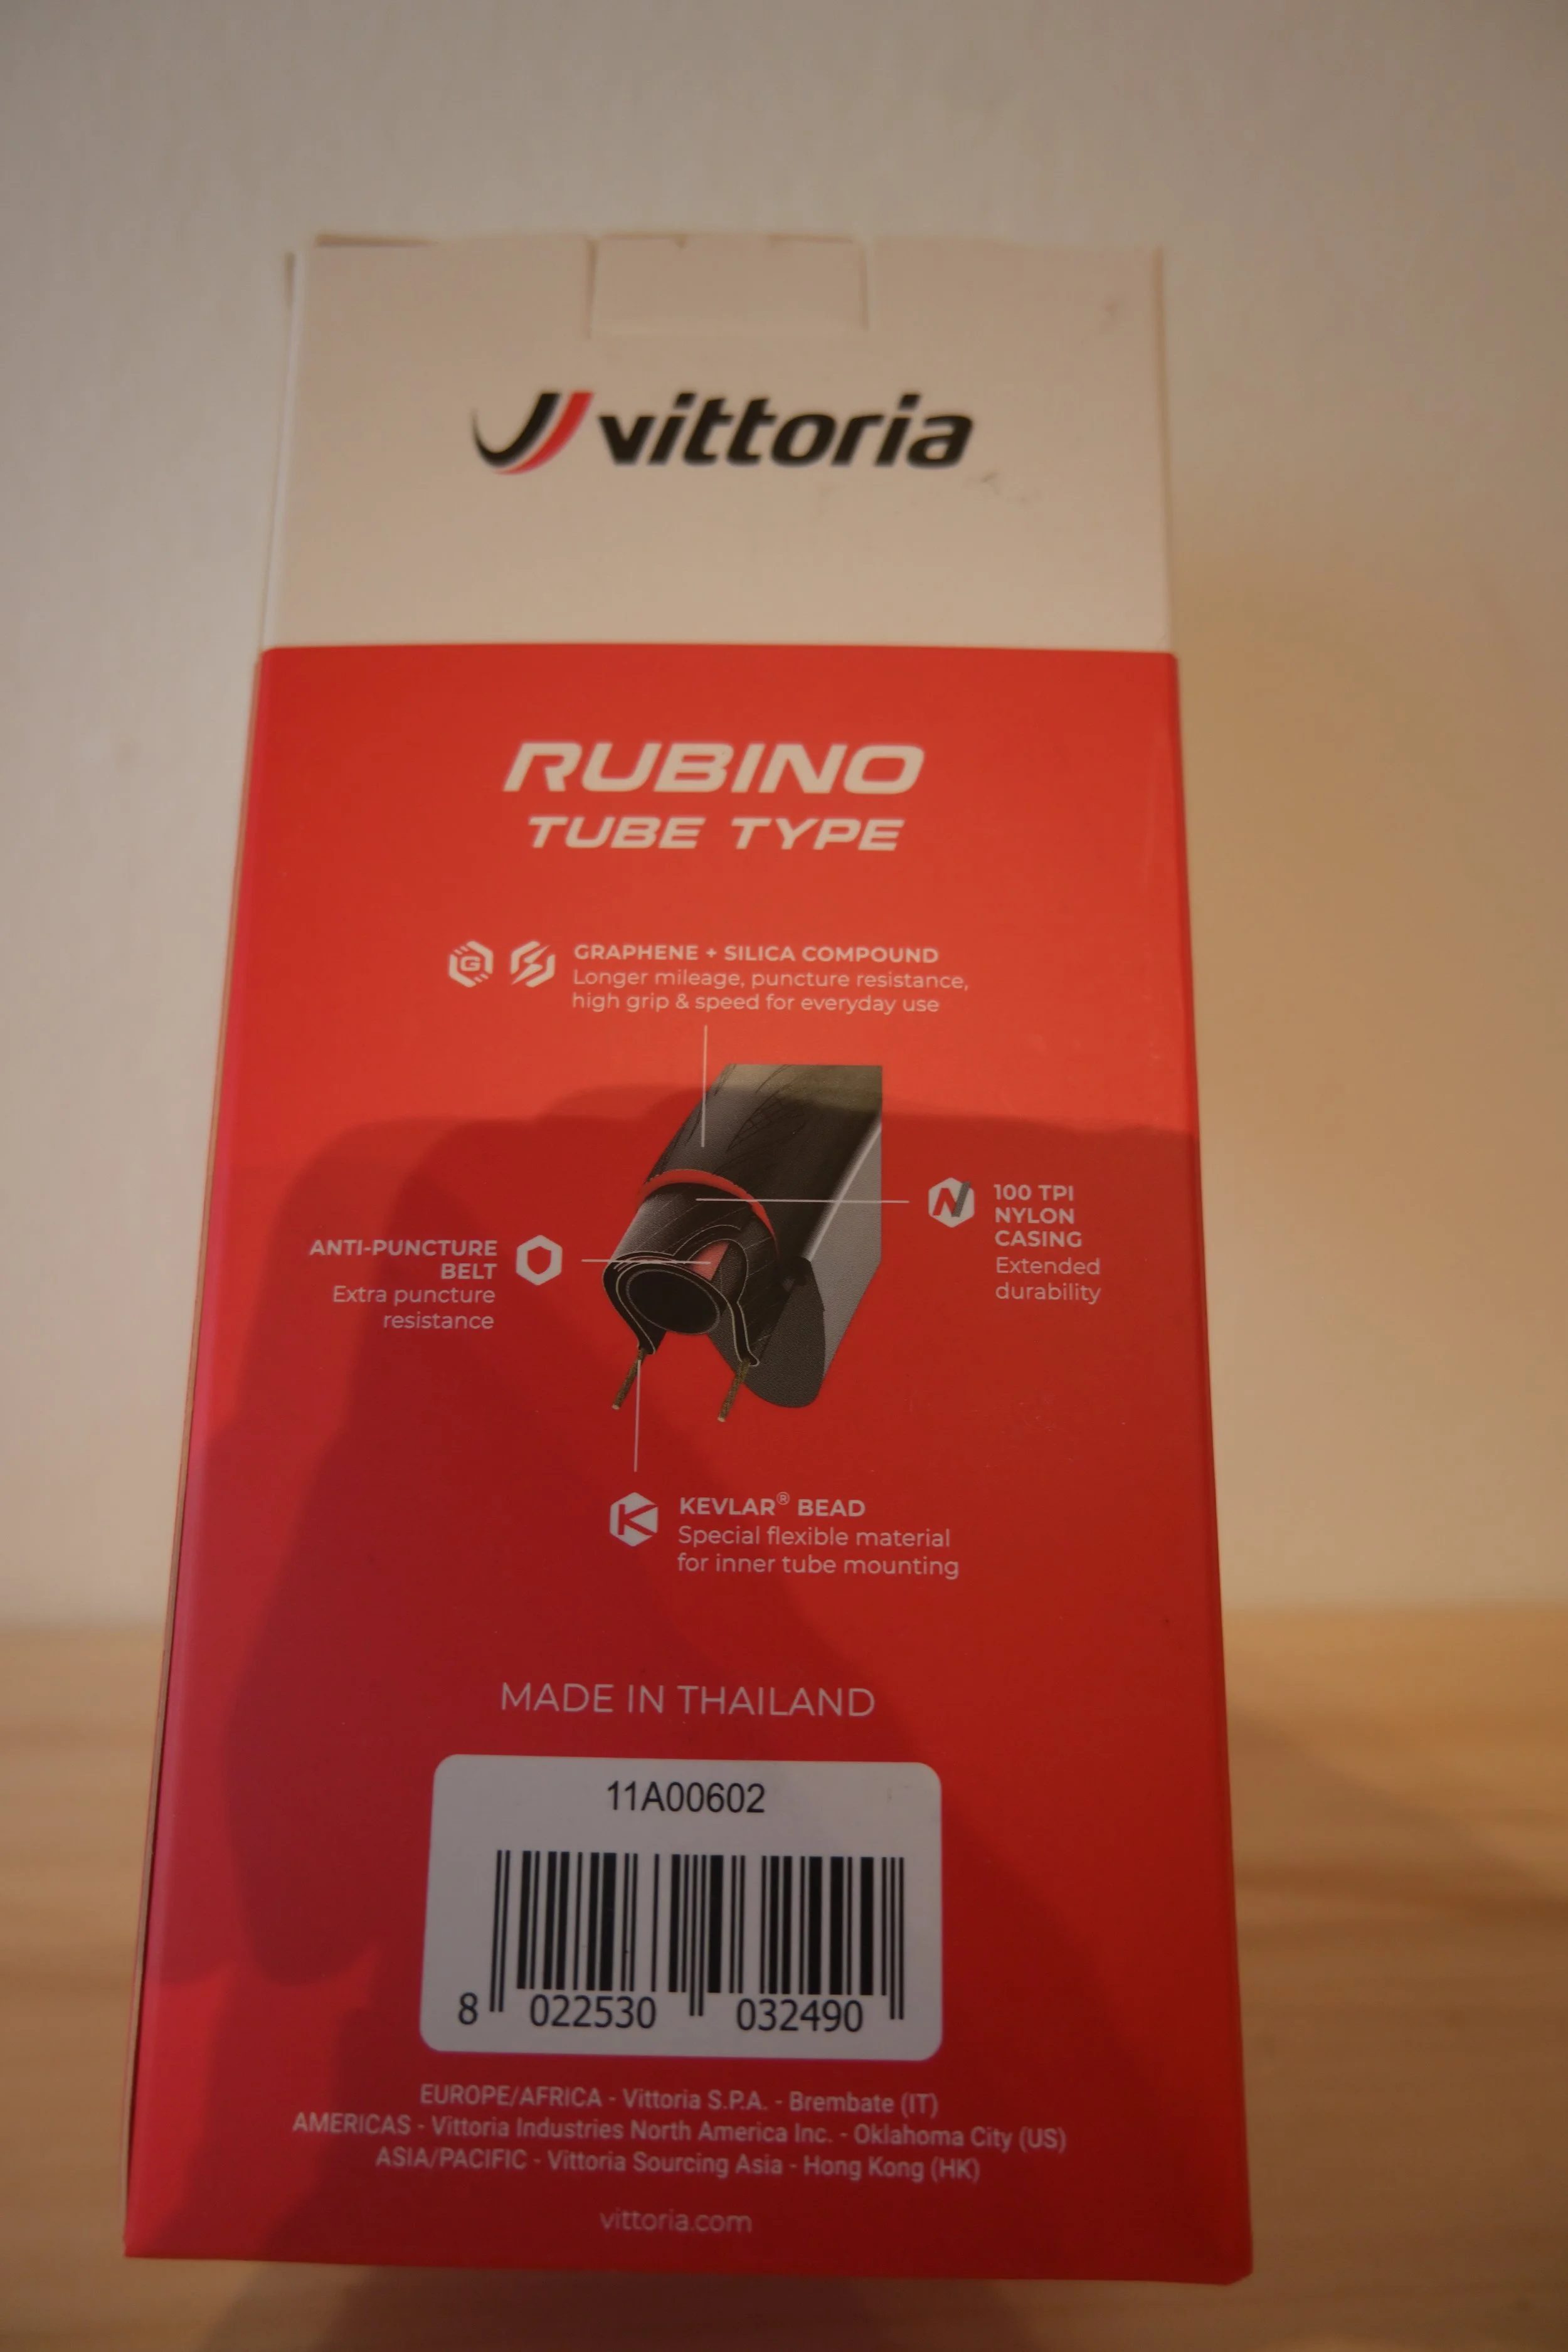 vittoria
RUBINO
TUBE TYPE
GRAPHENE + SILICA COMPOUND
Longer mileage, puncture resistance,
high grip & speed for everyday use
100 TPI
NYLON
CASING
Extended
durability
ANTI-PUNCTURE
BELT
Extra puncture
resistance
KEVLAR® BEAD
Special flexible material
for inner tube mounting
MADE IN THAILAND
11A00602
8 022530 032490
EUROPE/AFRICA - Vittoria S.P.A. - Brembate (IT)
AMERICAS - Vittoria Industries North America Inc. - Oklahoma City (US)
ASIA/PACIFIC - Vittoria Sourcing Asia - Hong Kong (HK)
vittoria.com